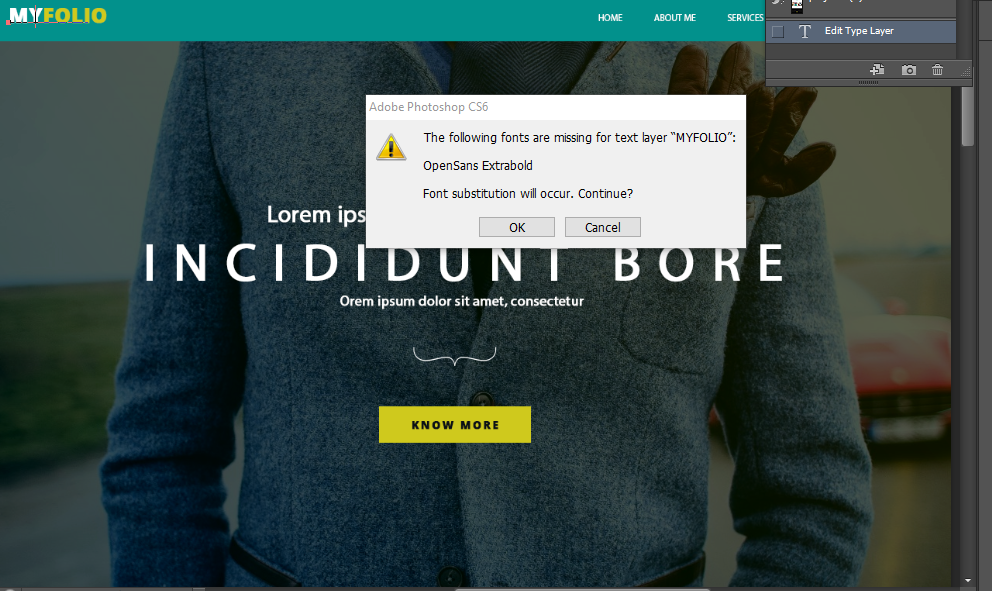 MYFOLIO
HOME ABOUT ME SERVICES
Edit Type Layer
Adobe Photoshop CS6
The following fonts are missing for text layer “MYFOLIO”:
OpenSans Extrabold
Font substitution will occur. Continue?
OK Cancel
Lorem ips
INCIDIDUNT BORE
Orem ipsum dolor sit amet, consectetur
KNOW MORE